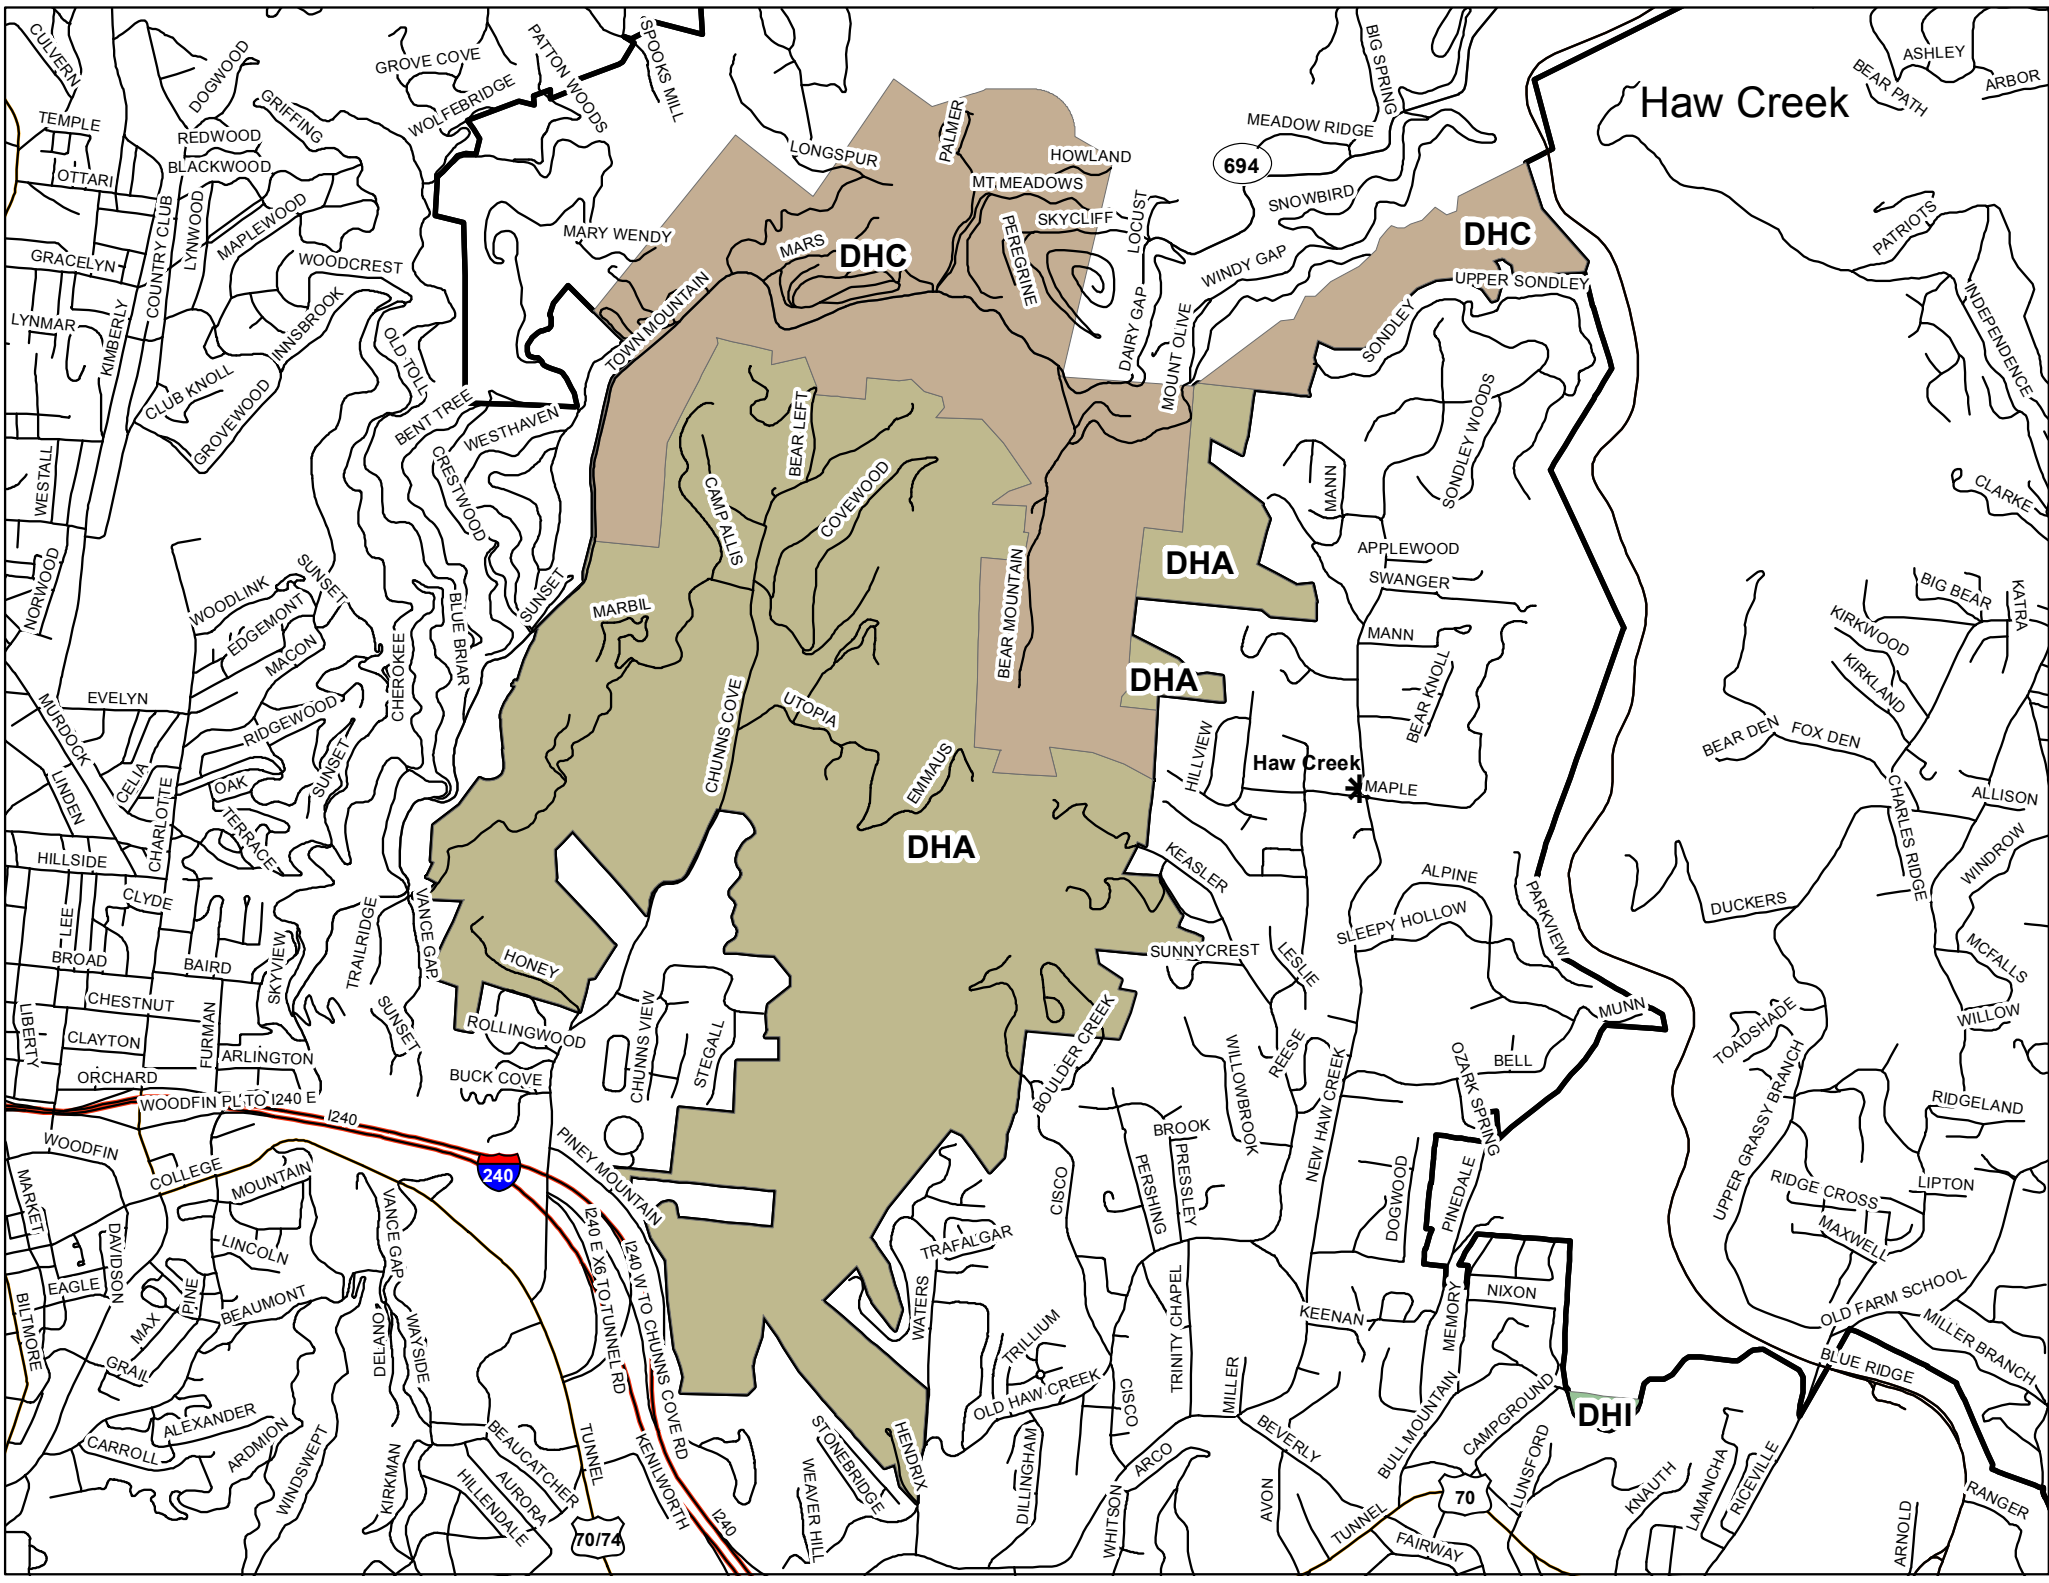 Haw Creek
CULVERN
DOGWOOD
GROVE COVE
PATTON WOODS
SPOOKS MILL
BIG SPRING
ASHLEY
BEAR PATH
ARBOR
TEMPLE
GRIFFING
WOLFEBRIDGE
REDWOOD
BLACKWOOD
OTTARI
PALMER
LONGSPUR
HOWLAND
MEADOW RIDGE
694
MT MEADOWS
SNOWBIRD
COUNTRY CLUB
LYNWOOD
MAPLEWOOD
MARY WENDY
MARS
DHC
PEREGRINE
SKYCLIFF
LOCUST
DHC
PATRIOTS
GRACELYN
WOODCREST
WINDY GAP
UPPER SONDLEY
INDEPENDENCE
LYNMAR
KIMBERLY
INNSBROOK
OLD TOLL
TOWN MOUNTAIN
DAIRY GAP
MOUNT OLIVE
SONDLEY
CLUB KNOLL
GROVEWOOD
BENT TREE
WESTHAVEN
BEAR LEFT
SONDLEY WOODS
WESTALL
CRESTWOOD
CAMP ALLIS
COVEWOOD
MANN
CLARKE
NORWOOD
SUNSET
WOODLINK
EDGEMONT
MACON
BLUE BRIAR
SUNSET
MARBIL
BEAR MOUNTAIN
DHA
APPLEWOOD
SWANGER
MANN
BIG BEAR
KATRA
KIRKWOOD
KIRKLAND
EVELYN
MURDOCK
CHEROKEE
RIDGEWOOD
SUNSET
CHUNNS COVE
UTOPIA
DHA
BEAR KNOLL
HILLVIEW
BEAR DEN
FOX DEN
LINDEN
CELIA
CHARLOTTE
OAK
TERRACE
EMMAUS
Haw Creek
MAPLE
CHARLES RIDGE
ALLISON
WINDROW
HILLSIDE
DHA
KEASLER
ALPINE
CLYDE
LEE
VANCE GAP
TRAILRIDGE
SLEEPY HOLLOW
PARKVIEW
DUCKERS
BROAD
BAIRD
SKYVIEW
HONEY
SUNNYCREST
LESLIE
MCFALLS
CHESTNUT
LIBERTY
CLAYTON
FURMAN
ARLINGTON
SUNSET
ROLLINGWOOD
CHUNNS VIEW
STEGALL
BOULDER CREEK
WILLOWBROOK
REESE
NEW HAW CREEK
MUNN
BELL
OZARK SPRING
TOADSHADE
WILLOW
ORCHARD
WOODFIN PL TO I240 E
I240
BUCK COVE
UPPER GRASSY BRANCH
RIDGELAND
WOODFIN
COLLEGE
MOUNTAIN
240
PINEY MOUNTAIN
CISCO
BROOK
PERSHING
PRESSLEY
DOGWOOD
PINEDALE
RIDGE CROSS
LIPTON
MAXWELL
MARKET
DAVIDSON
LINCOLN
VANCE GAP
I240 E X6 TO TUNNEL RD
I240 W TO CHUNNS COVE RD
TRAFALGAR
WATERS
TRINITY CHAPEL
KEENAN
MEMORY
NIXON
OLD FARM SCHOOL
MILLER BRANCH
EAGLE
BILTMORE
MAX
PINE
BEAUMONT
DELANO
WAYSIDE
TRILLIUM
OLD HAW CREEK
CISCO
MILLER
BLUE RIDGE
GRAIL
BULL MOUNTAIN
CAMPGROUND
DHI
ALEXANDER
CARROLL
ARDMION
WINDSWEPT
KIRKMAN
BEAUCATCHER
AURORA
HILLENDALE
TUNNEL
KENILWORTH
I240
WEAVER HILL
STONEBRIDGE
HENDRIX
DILLINGHAM
WHITSON
ARCO
BEVERLY
AVON
TUNNEL
70
LUNSFORD
FAIRWAY
KNAUTH
LAMANCHA
RICEVILLE
ARNOLD
RANGER
70/74